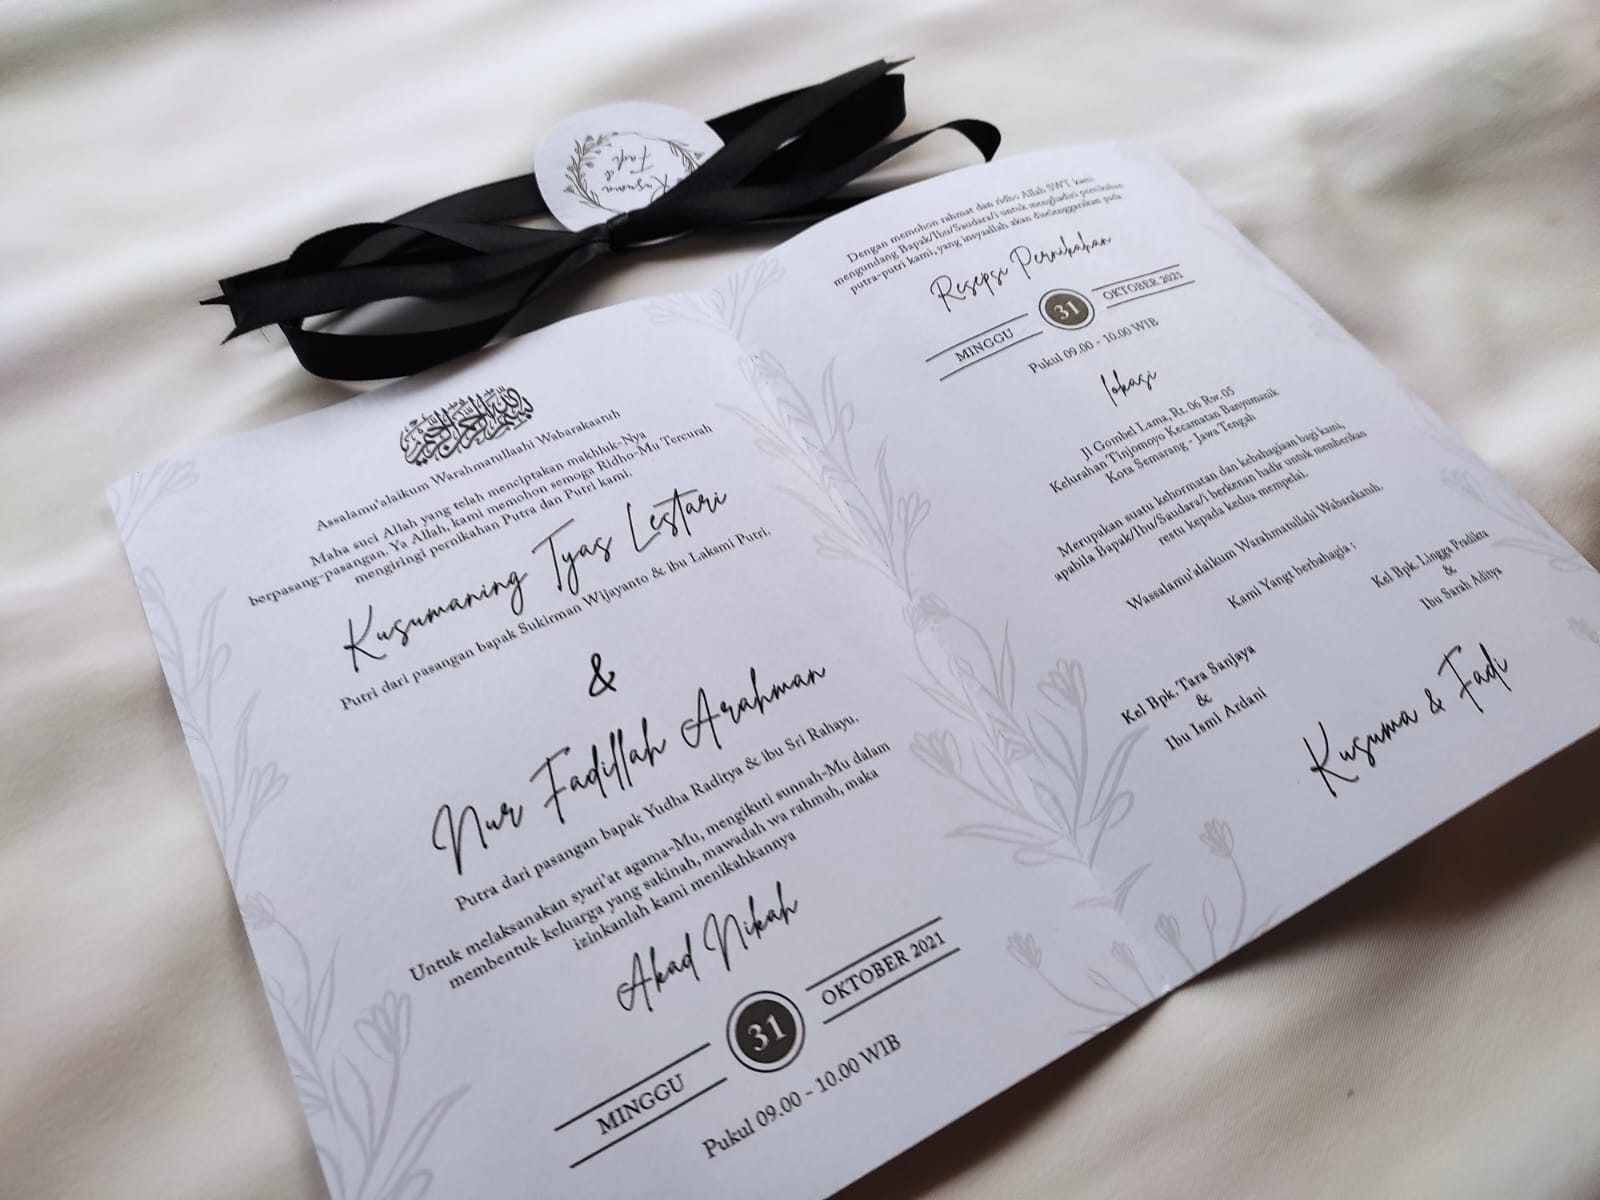 Kusuma
& Fadi
بسم الله الرحمن الرحيم
Assalamu'alaikum Warahmatullaahi Wabarakaatuh
Maha suci Allah yang telah menciptakan makhluk-Nya
berpasang-pasangan. Ya Allah, kami memohon semoga Ridho-Mu Tercurah
mengiringi pernikahan Putra dan Putri kami.
Kusumaning Tyas Lestari
Putri dari pasangan bapak Sukirman Wijayanto & ibu Laksmi Putri.
&
Nur Fadillah Arahman
Putra dari pasangan bapak Yudha Raditya & ibu Sri Rahayu.
Untuk melaksanakan syari'at agama-Mu, mengikuti sunnah-Mu dalam
membentuk keluarga yang sakinah, mawadah wa rahmah, maka
izinkanlah kami menikahkannya
Akad Nikah
MINGGU 31 OKTOBER 2021
Pukul 09.00 - 10.00 WIB
Dengan memohon rahmat dan ridho Allah SWT kami
mengundang Bapak/Ibu/Saudara/i untuk menghadiri pernikahan
putra-putri kami, yang insyaallah akan diselenggarakan pada
Resepsi Pernikahan
MINGGU 31 OKTOBER 2021
Pukul 09.00 - 10.00 WIB
lokasi
Jl Gombel Lama, Rt. 06 Rw. 05
Kelurahan TInjomoyo Kecamatan Banyumanik
Kota Semarang - Jawa Tengah
Merupakan suatu kehormatan dan kebahagiaan bagi kami,
apabila Bapak/Ibu/Saudara/i berkenan hadir untuk memberikan
restu kepada kedua mempelai.
Wassalamu'alaikum Warahmatullahi Wabarakatuh.
Kami Yangt berbahagia :
Kel Bpk. Tara Sanjaya
&
Ibu Ismi Ardani
Kel Bpk. Lingga Pradikta
&
Ibu Sarah Aditya
Kusuma & Fadi